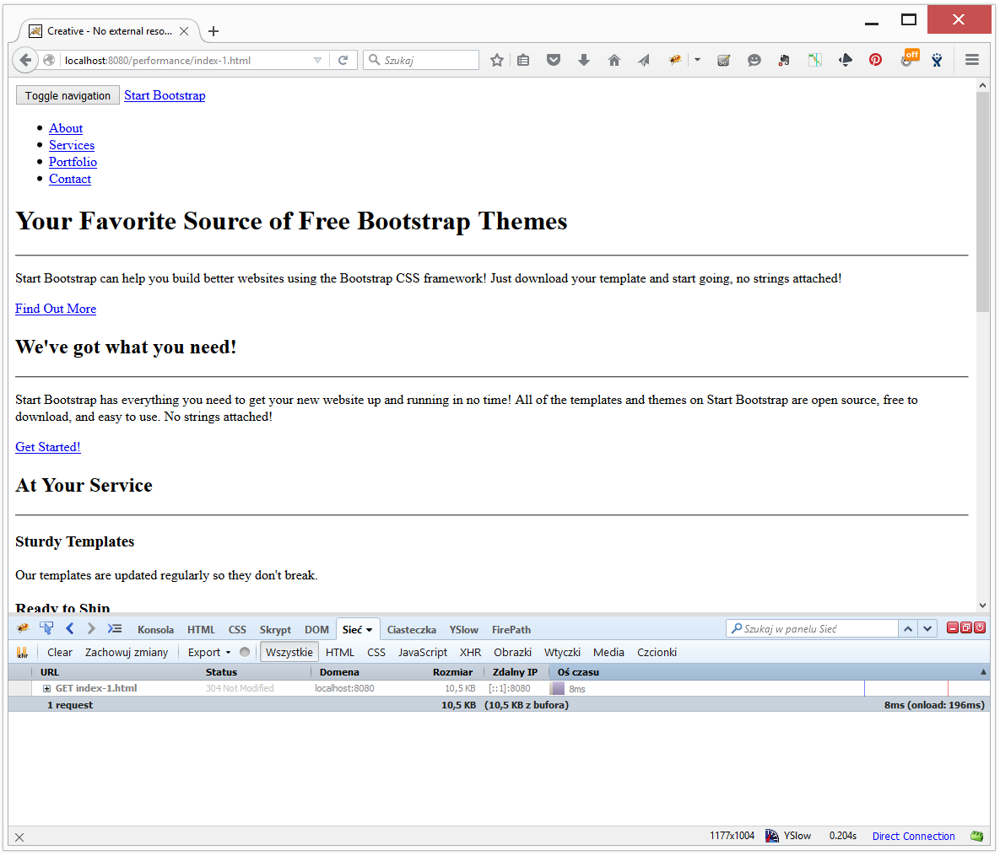 Creative - No external reso...
localhost:8080/performance/index-1.html
Szukaj
off
Toggle navigation Start Bootstrap
About
Services
Portfolio
Contact
Your Favorite Source of Free Bootstrap Themes
Start Bootstrap can help you build better websites using the Bootstrap CSS framework! Just download your template and start going, no strings attached!
Find Out More
We've got what you need!
Start Bootstrap has everything you need to get your new website up and running in no time! All of the templates and themes on Start Bootstrap are open source, free to
download, and easy to use. No strings attached!
Get Started!
At Your Service
Sturdy Templates
Our templates are updated regularly so they don't break.
Ready to Ship
Konsola HTML CSS Skrypt DOM Sieć Ciasteczka YSlow FirePath Szukaj w panelu Sieć
xhr Clear Zachowuj zmiany Export Wszystkie HTML CSS JavaScript XHR Obrazki Wtyczki Media Czcionki
URL Status Domena Rozmiar Zdalny IP Oś czasu
GET index-1.html 304 Not Modified localhost:8080 10,5 KB [::1]:8080 8ms
1 request 10,5 KB (10,5 KB z bufora) 8ms (onload: 196ms)
1177x1004 YSlow 0.204s Direct Connection